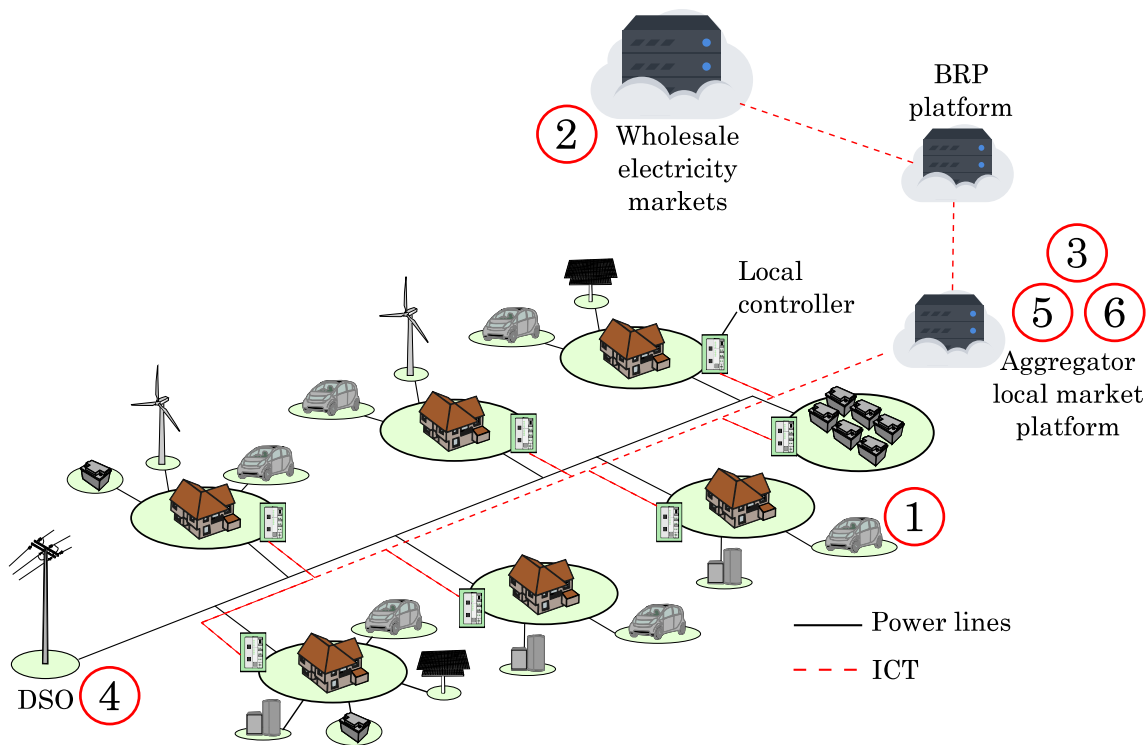 BRP
platform
2
Wholesale
electricity
markets
3
5
6
Local
controller
Aggregator
local market
platform
1
Power lines
ICT
DSO
4